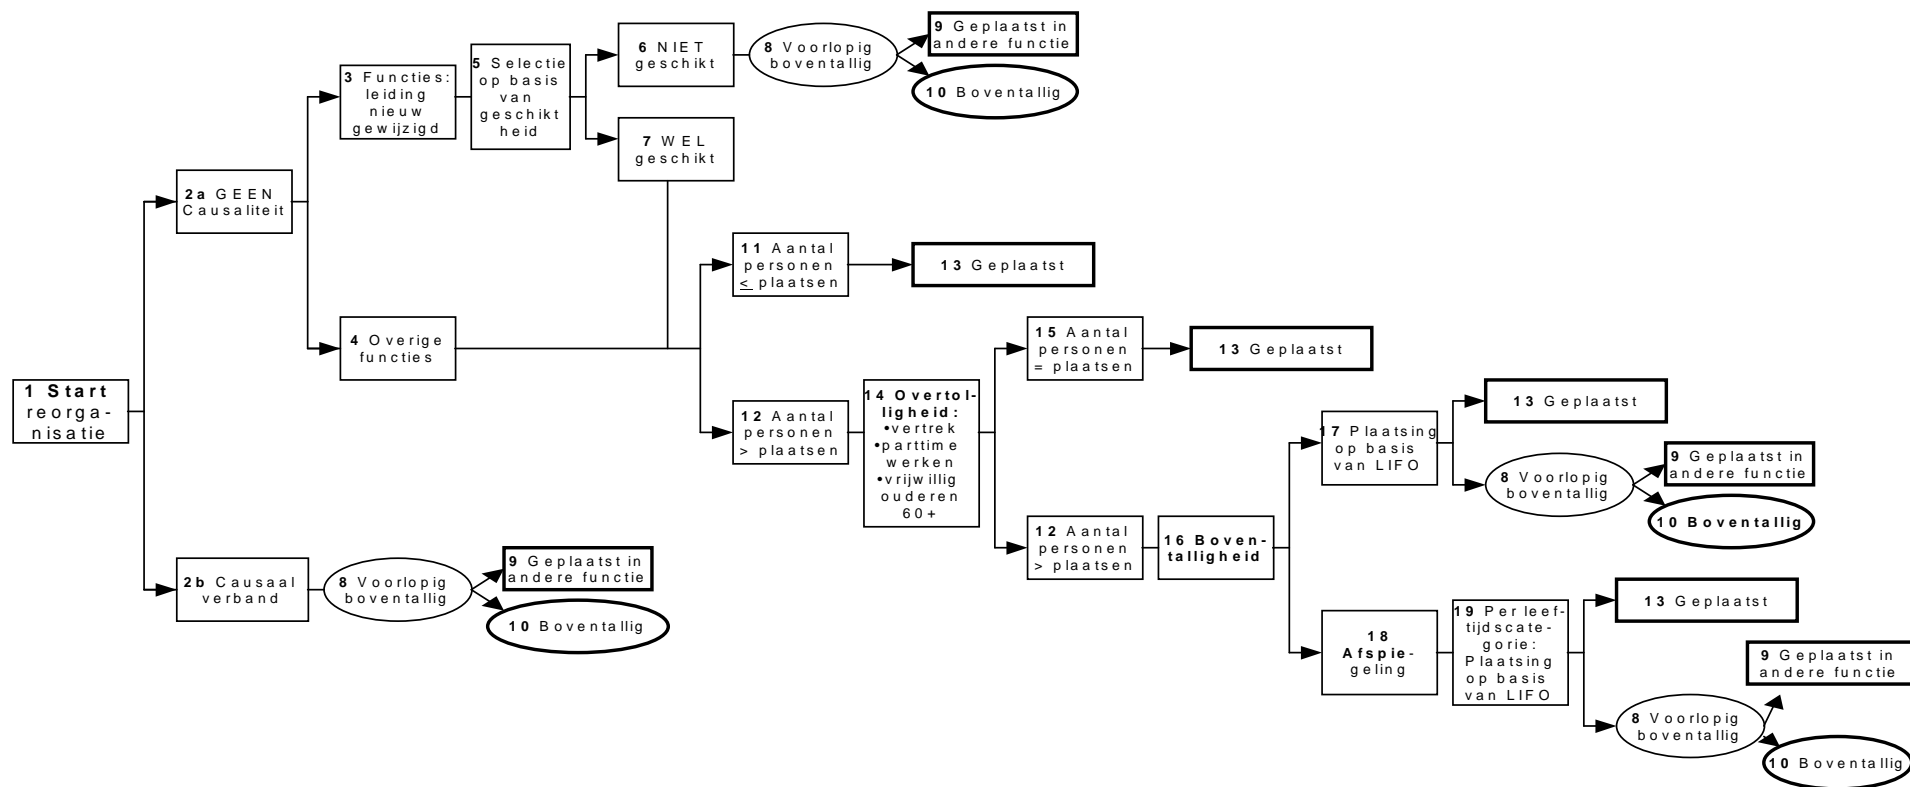 1 Start
reorga-
nisatie
2a GEEN
Causaliteit
2b Causaal
verband
3 Functies:
leiding
nieuw
gewijzigd
4 Overige
functies
5 Selectie
op basis
van
geschikt
heid
6 NIET
geschikt
7 WEL
geschikt
8 Voorlopig
boventallig
9 Geplaatst in
andere functie
10 Boventallig
8 Voorlopig
boventallig
9 Geplaatst in
andere functie
10 Boventallig
11 Aantal
personen
< plaatsen
13 Geplaatst
12 Aantal
personen
> plaatsen
14 Overtol-
ligheid:
•vertrek
•parttime
werken
•vrijwillig
ouderen
60+
15 Aantal
personen
= plaatsen
13 Geplaatst
12 Aantal
personen
> plaatsen
16 Boven-
talligheid
17 Plaatsing
op basis
van LIFO
13 Geplaatst
8 Voorlopig
boventallig
9 Geplaatst in
andere functie
10 Boventallig
18
Afspie-
geling
19 Per leef-
tijdscate-
gorie:
Plaatsing
op basis
van LIFO
13 Geplaatst
8 Voorlopig
boventallig
9 Geplaatst in
andere functie
10 Boventallig